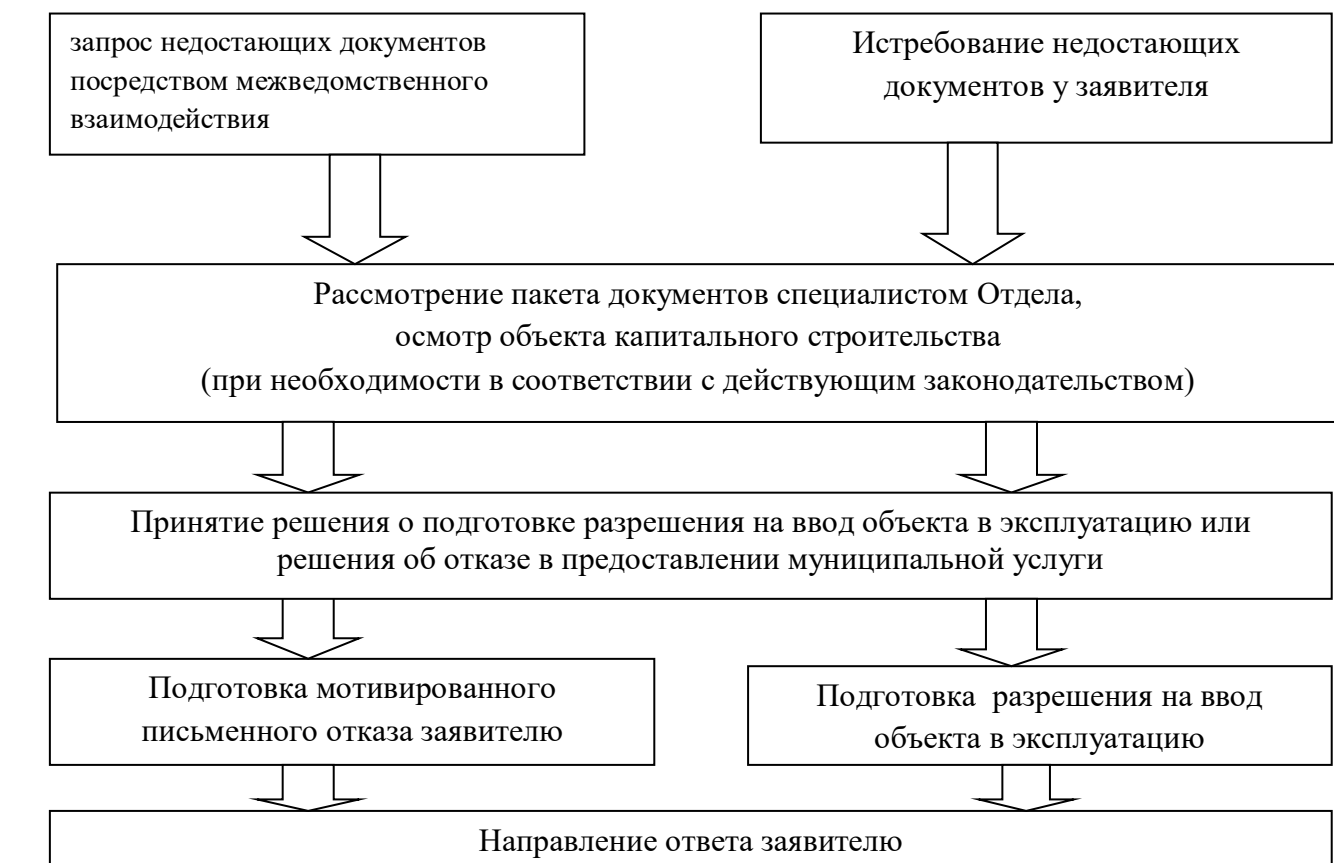 запрос недостающих документов
посредством межведомственного
взаимодействия
Истребование недостающих
документов у заявителя
Рассмотрение пакета документов специалистом Отдела,
осмотр объекта капитального строительства
(при необходимости в соответствии с действующим законодательством)
Принятие решения о подготовке разрешения на ввод объекта в эксплуатацию или
решения об отказе в предоставлении муниципальной услуги
Подготовка мотивированного
письменного отказа заявителю
Подготовка разрешения на ввод
объекта в эксплуатацию
Направление ответа заявителю